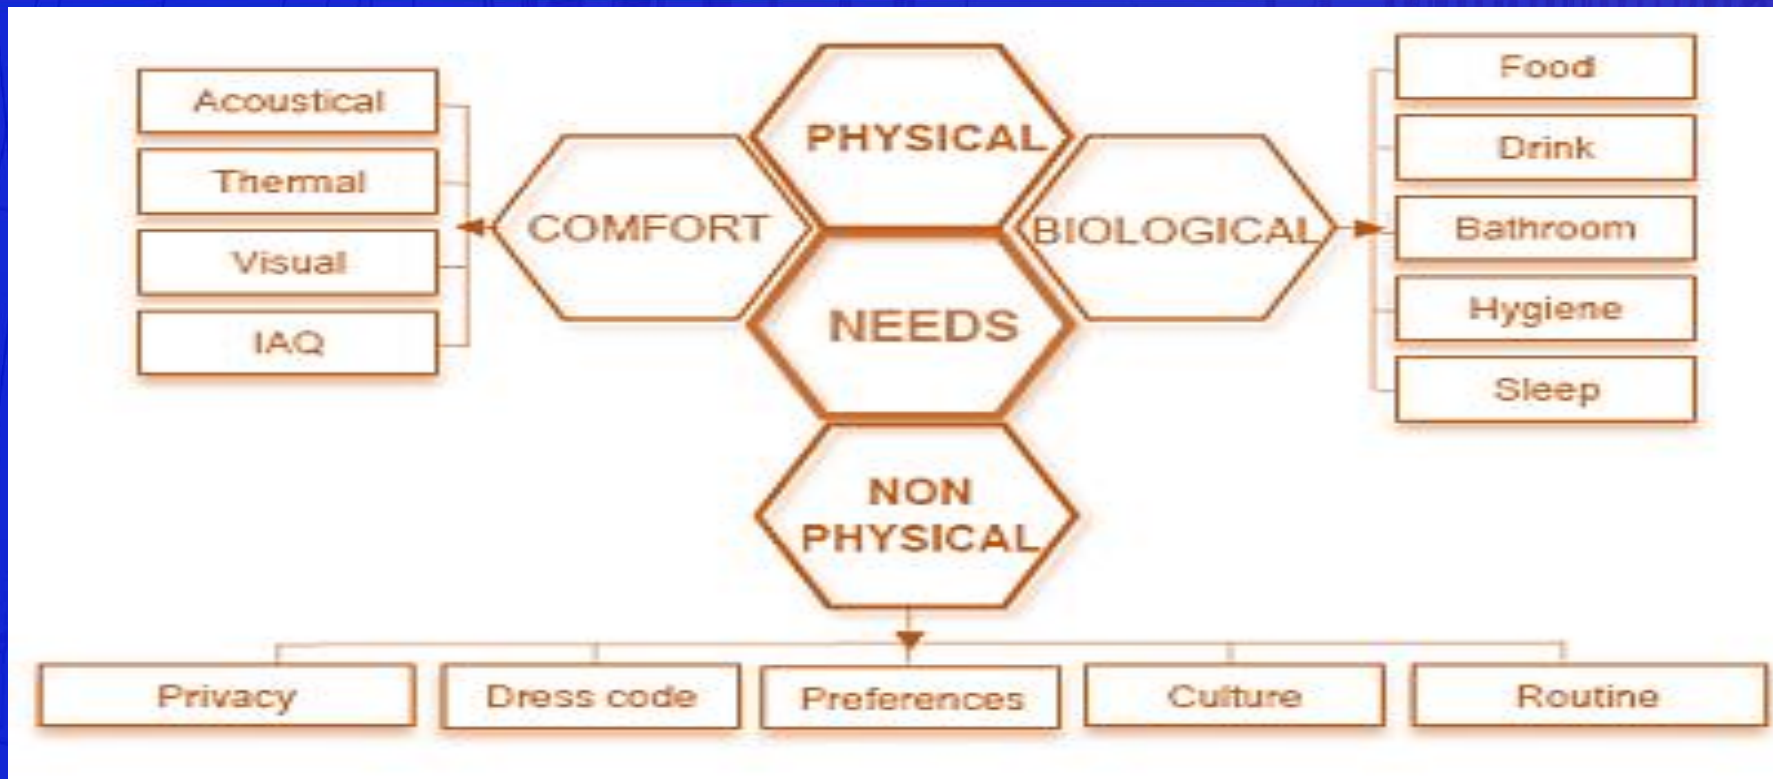 PHYSICAL
COMFORT
BIOLOGICAL
NEEDS
NON
PHYSICAL
Acoustical
Thermal
Visual
IAQ
Food
Drink
Bathroom
Hygiene
Sleep
Privacy
Dress code
Preferences
Culture
Routine